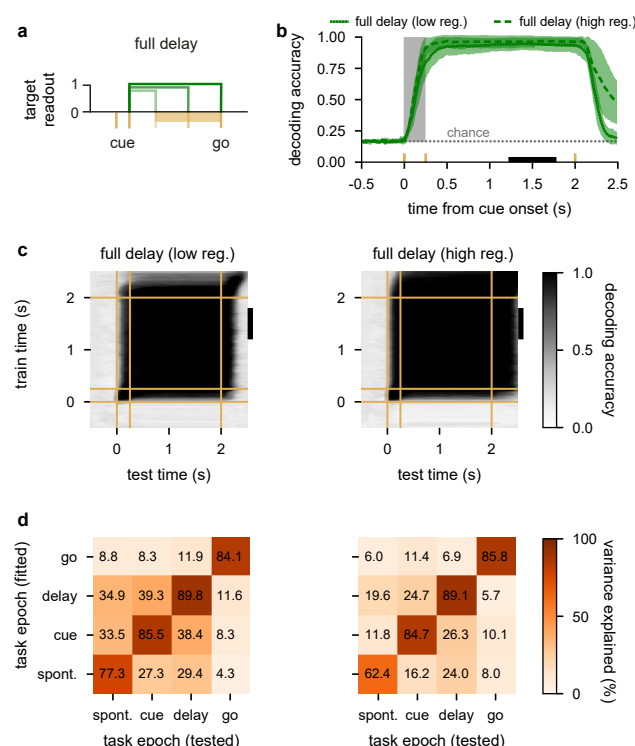 a
full delay
target
readout
1
0
cue
go
b
full delay (low reg.)
full delay (high reg.)
decoding accuracy
1.00
0.75
0.50
0.25
0.00
chance
-0.5
0
0.5
1.0
1.5
2.0
2.5
time from cue onset (s)
c
full delay (low reg.)
full delay (high reg.)
train time (s)
2
1
0
0
1
2
test time (s)
0
1
2
test time (s)
1.0
0.5
0.0
decoding accuracy
d
task epoch (fitted)
go
8.8 8.3 11.9 84.1
delay
34.9 39.3 89.8 11.6
cue
33.5 85.5 38.4 8.3
spont.
77.3 27.3 29.4 4.3
spont. cue delay go
task epoch (tested)
6.0 11.4 6.9 85.8
19.6 24.7 89.1 5.7
11.8 84.7 26.3 10.1
62.4 16.2 24.0 8.0
spont. cue delay go
task epoch (tested)
100
50
0
variance explained (%)